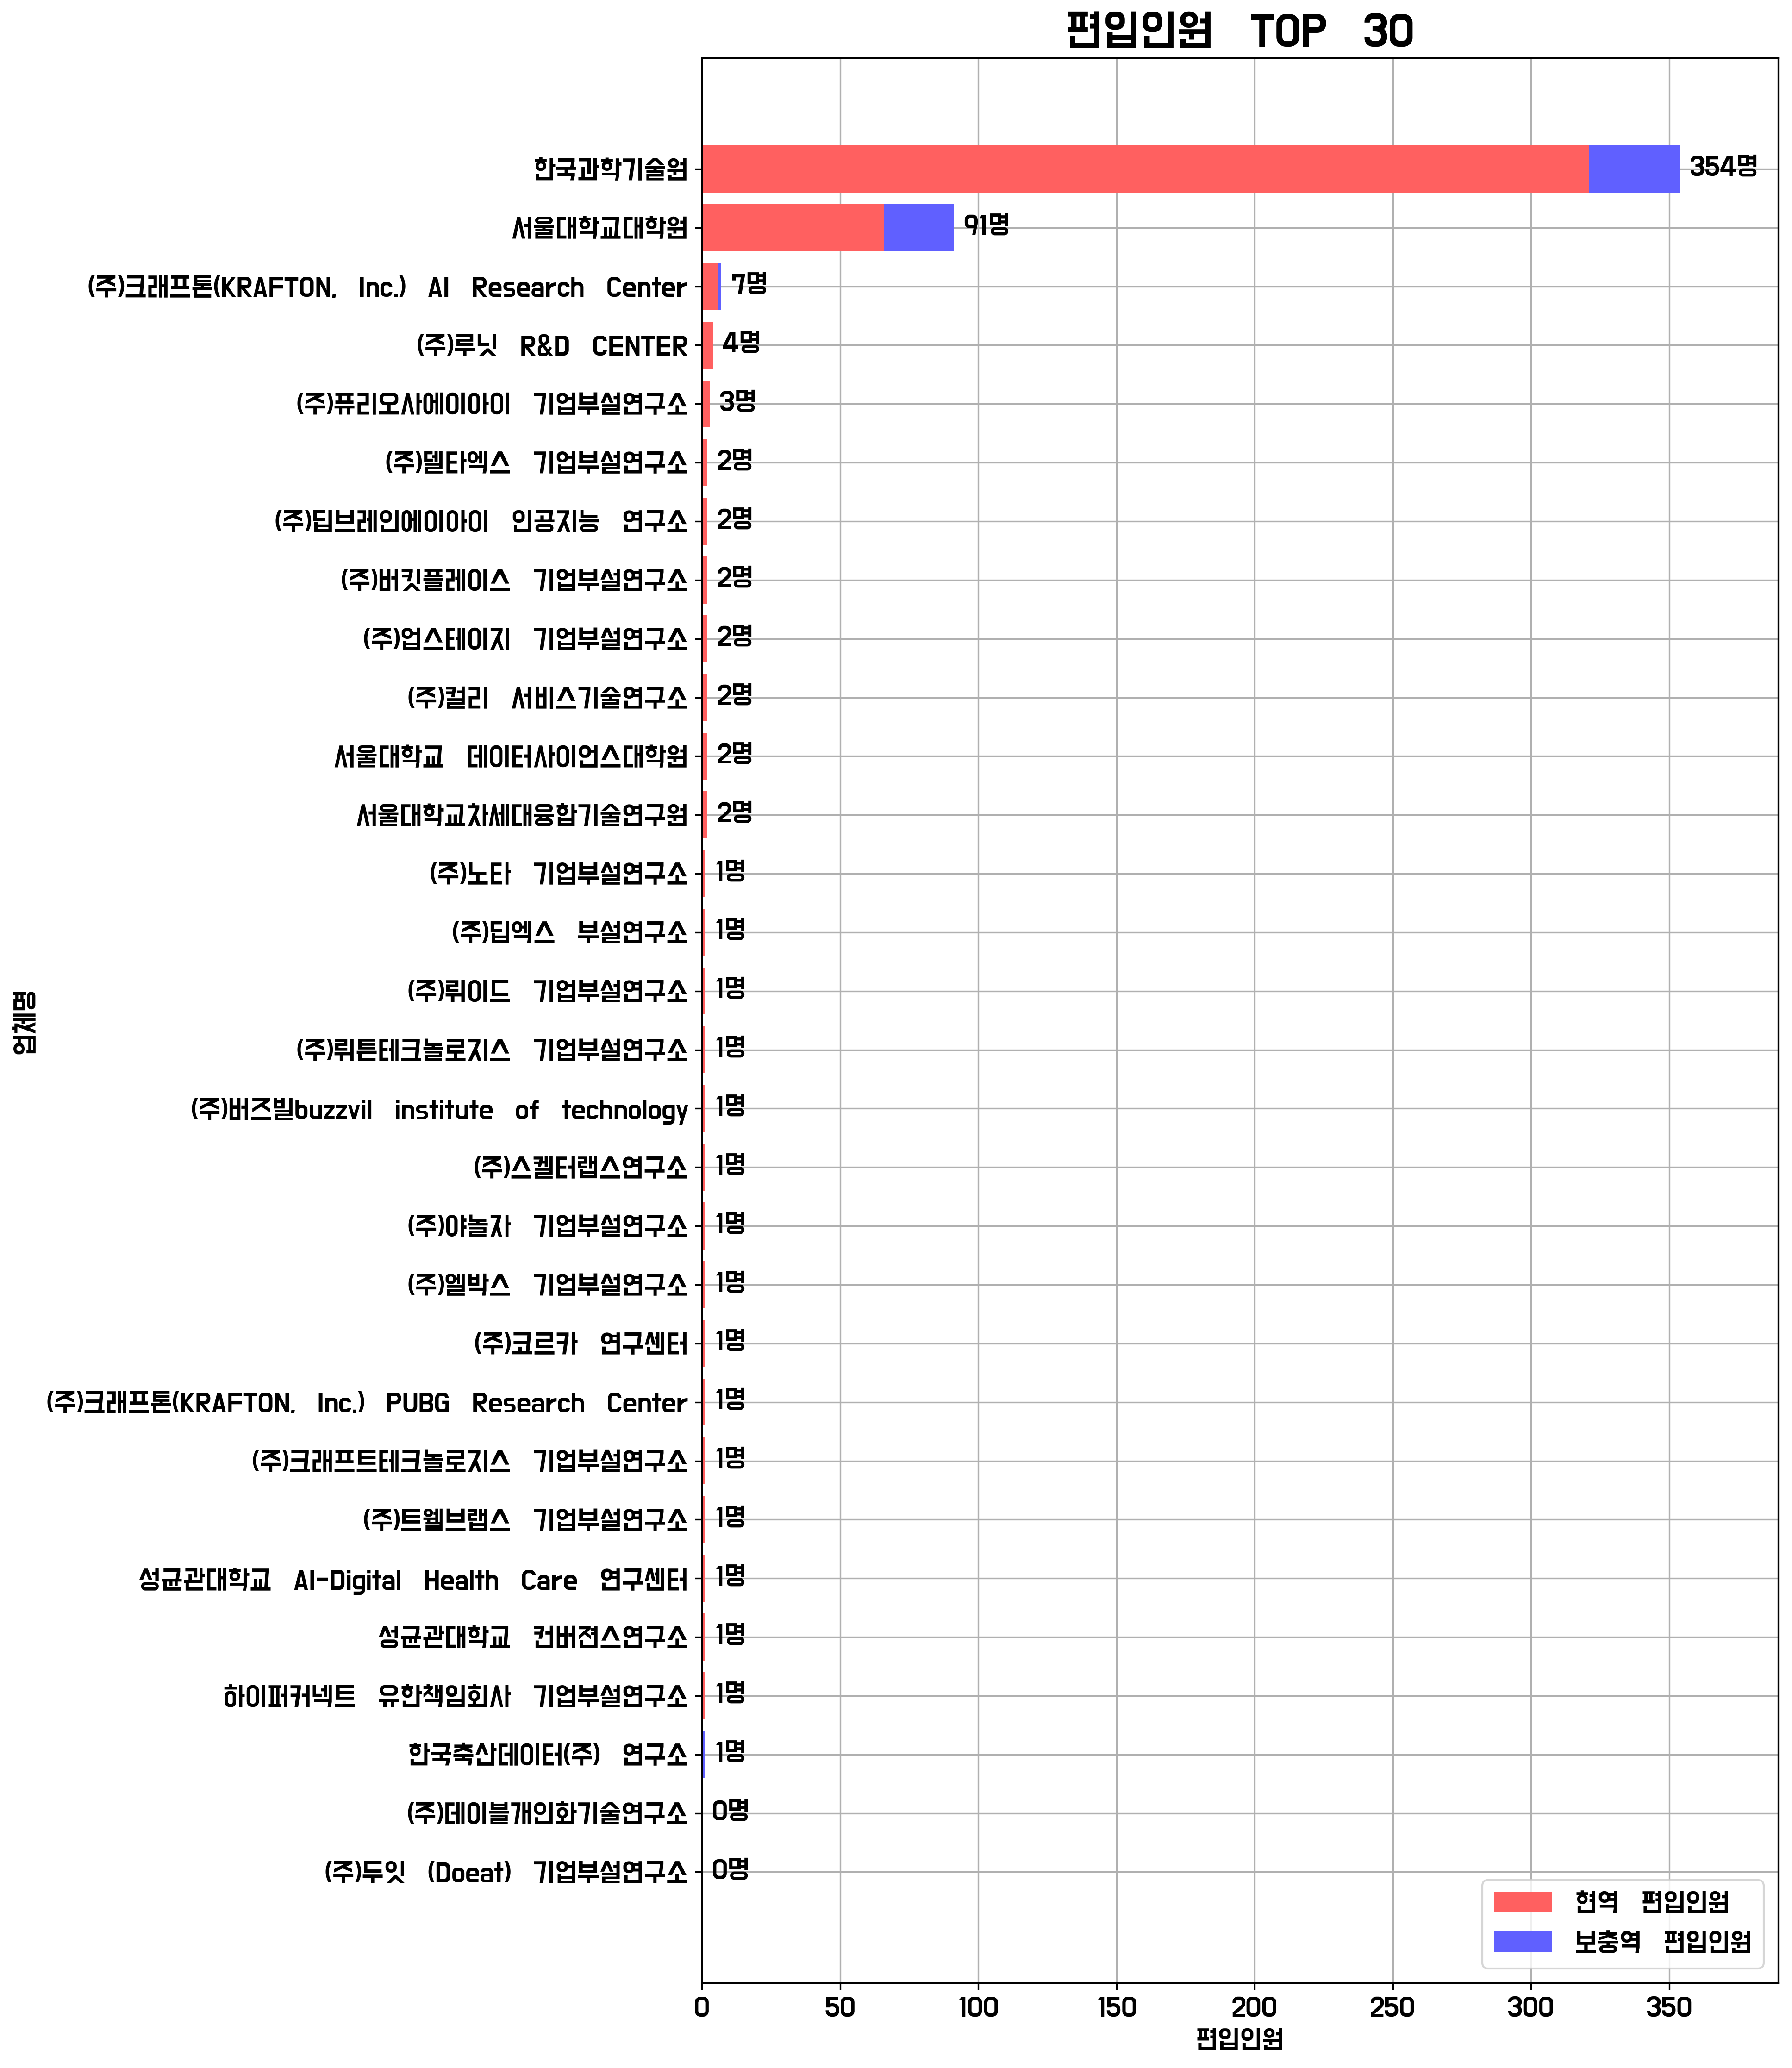 편입인원 TOP 30
한국과학기술원 354명
서울대학교대학원 91명
(주)크래프톤(KRAFTON, Inc.) AI Research Center 7명
(주)루닛 R&D CENTER 4명
(주)퓨리오사에이아이 기업부설연구소 3명
(주)델타엑스 기업부설연구소 2명
(주)딥브레인에이아이 인공지능 연구소 2명
(주)버킷플레이스 기업부설연구소 2명
(주)업스테이지 기업부설연구소 2명
(주)컬리 서비스기술연구소 2명
서울대학교 데이터사이언스대학원 2명
서울대학교차세대융합기술연구원 2명
(주)노타 기업부설연구소 1명
(주)딥엑스 부설연구소 1명
(주)뤼이드 기업부설연구소 1명
(주)뤼튼테크놀로지스 기업부설연구소 1명
(주)버즈빌buzzvil institute of technology 1명
(주)스켈터랩스연구소 1명
(주)야놀자 기업부설연구소 1명
(주)엘박스 기업부설연구소 1명
(주)코르카 연구센터 1명
(주)크래프톤(KRAFTON, Inc.) PUBG Research Center 1명
(주)크래프트테크놀로지스 기업부설연구소 1명
(주)트웰브랩스 기업부설연구소 1명
성균관대학교 AI-Digital Health Care 연구센터 1명
성균관대학교 컨버젼스연구소 1명
하이퍼커넥트 유한책임회사 기업부설연구소 1명
한국축산데이터(주) 연구소 1명
(주)데이블개인화기술연구소 0명
(주)두잇 (Doeat) 기업부설연구소 0명
업체명
현역 편입인원
보충역 편입인원
0 50 100 150 200 250 300 350
편입인원